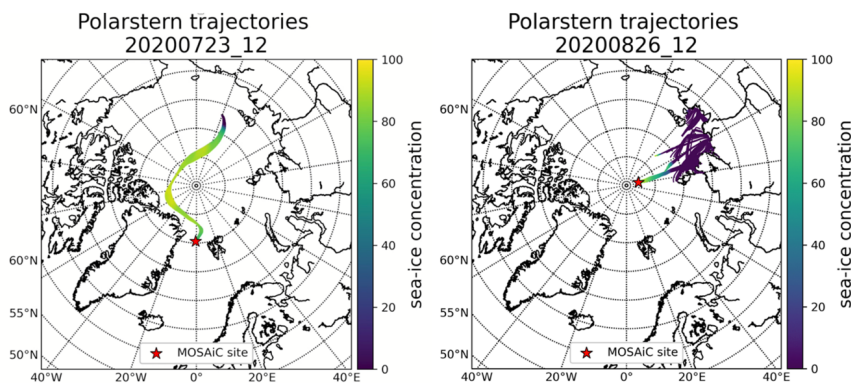 Polarstern trajectories
20200723_12
60°N
60°N
55°N
50°N
40°W
20°W
0°
20°E
40°E
MOSAiC site
100
80
60
40
20
0
sea-ice concentration
Polarstern trajectories
20200826_12
60°N
60°N
55°N
50°N
40°W
20°W
0°
20°E
40°E
MOSAiC site
100
80
60
40
20
0
sea-ice concentration